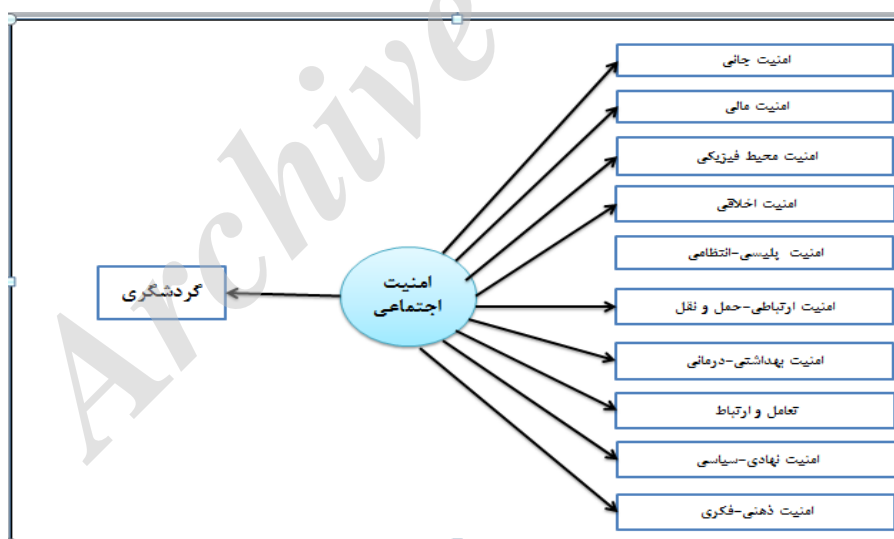 امنیت جانی
امنیت مالی
امنیت محیط فیزیکی
امنیت اخلاقی
امنیت پلیسی-انتظامی
امنیت ارتباطی-حمل و نقل
امنیت بهداشتی-درمانی
تعامل و ارتباط
امنیت نهادی-سیاسی
امنیت ذهنی-فکری
امنیت
اجتماعی
گردشگری
Archive